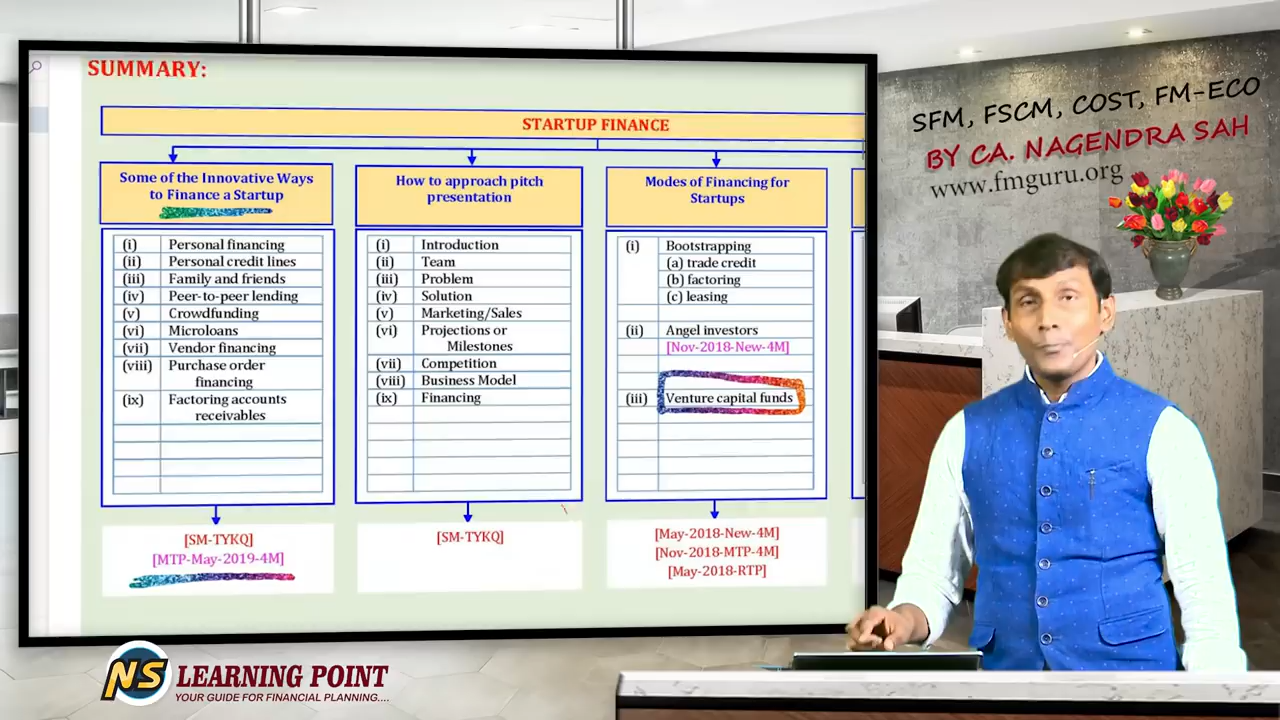 SUMMARY:
STARTUP FINANCE
Some of the Innovative Ways
to Finance a Startup
(i) Personal financing
(ii) Personal credit lines
(iii) Family and friends
(iv) Peer-to-peer lending
(v) Crowdfunding
(vi) Microloans
(vii) Vendor financing
(viii) Purchase order
financing
(ix) Factoring accounts
receivables
[SM-TYKQ]
[MTP-May-2019-4M]
How to approach pitch
presentation
(i) Introduction
(ii) Team
(iii) Problem
(iv) Solution
(v) Marketing/Sales
(vi) Projections or
Milestones
(vii) Competition
(viii) Business Model
(ix) Financing
[SM-TYKQ]
Modes of Financing for
Startups
(i) Bootstrapping
(a) trade credit
(b) factoring
(c) leasing
(ii) Angel investors
[Nov-2018-New-4M]
(iii) Venture capital funds
[May-2018-New-4M]
[Nov-2018-MTP-4M]
[May-2018-RTP]
SFM, FSCM, COST, FM-ECO
BY CA. NAGENDRA SAH
www.fmguru.org
NS LEARNING POINT
YOUR GUIDE FOR FINANCIAL PLANNING....